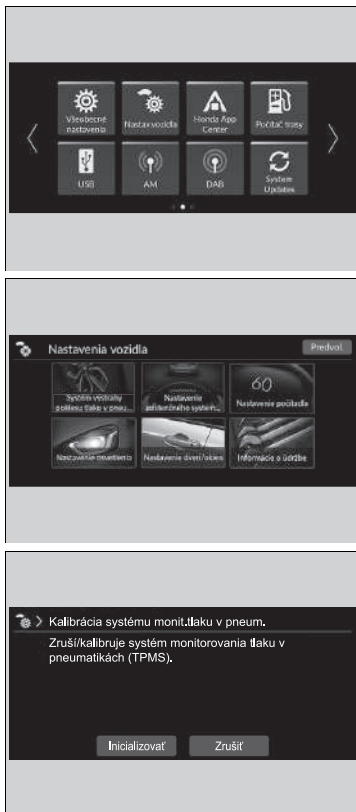 Všeobecné
nastavenia
Nastav.vozidla
Honda App
Center
Počítač trasy
USB
AM
DAB
System
Updates
Nastavenia vozidla
Predvoľ.
Systém výstrahy
poklesu tlaku v pneu...
Nastavenie
asistenčného systém...
60
Nastavenie počítadla
Nastavenie osvetlenia
Nastavenie dverí/okien
Informácie o údržbe
Kalibrácia systému monit.tlaku v pneum.
Zruší/kalibruje systém monitorovania tlaku v
pneumatikách (TPMS).
Inicializovať
Zrušiť